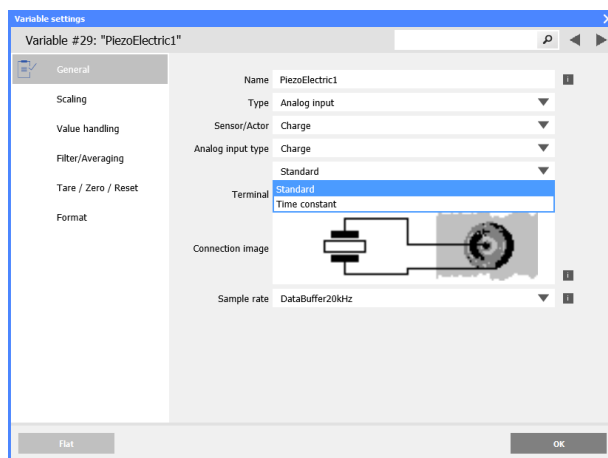 Variable settings
Variable #29: "PiezoElectric1"
General
Scaling
Value handling
Filter/Averaging
Tare / Zero / Reset
Format
Name PiezoElectric1
Type Analog input
Sensor/Actor Charge
Analog input type Charge
Standard
Standard
Terminal
Time constant
Connection image
Sample rate DataBuffer20kHz
Flat
OK